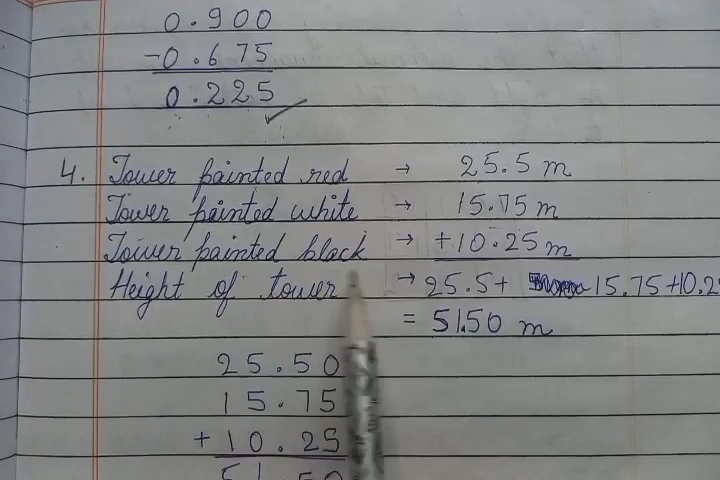 0.900
-0.675
0.225
4. Tower painted red → 25.5 m
Tower painted white → 15.75 m
Tower painted black → +10.25 m
Height of tower → 25.5+ 15.75+10.2
= 51.50 m
25.50
15.75
+10.25
51.50